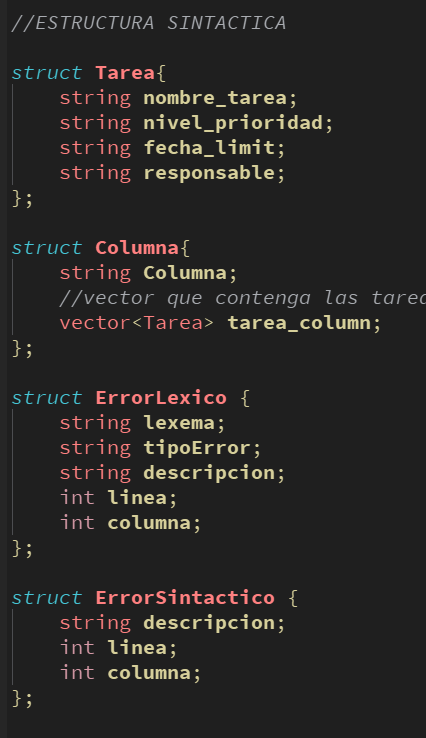 //ESTRUCTURA SINTACTICA
struct Tarea{
string nombre_tarea;
string nivel_prioridad;
string fecha_limit;
string responsable;
};
struct Columna{
string Columna;
//vector que contenga las
vector<Tarea> tarea_column;
};
struct ErrorLexico {
string lexema;
string tipoError;
string descripcion;
int linea;
int columna;
};
struct ErrorSintactico {
string descripcion;
int linea;
int columna;
};